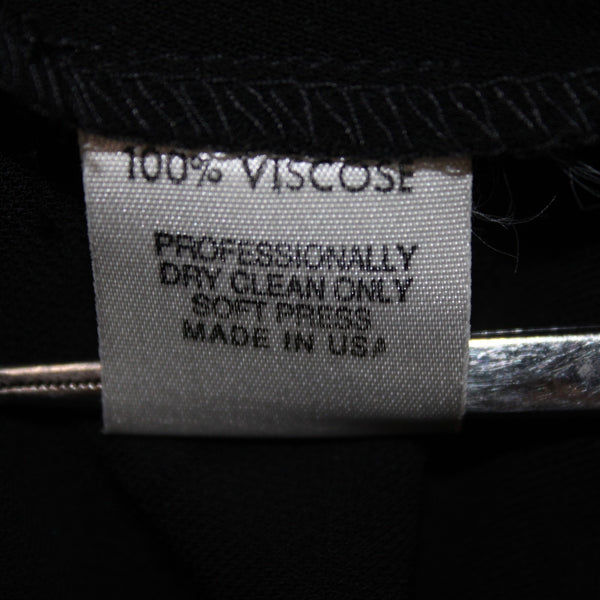 100% VISCOSE
PROFESSIONALLY
DRY CLEAN ONLY
SOFT PRESS
MADE IN USA